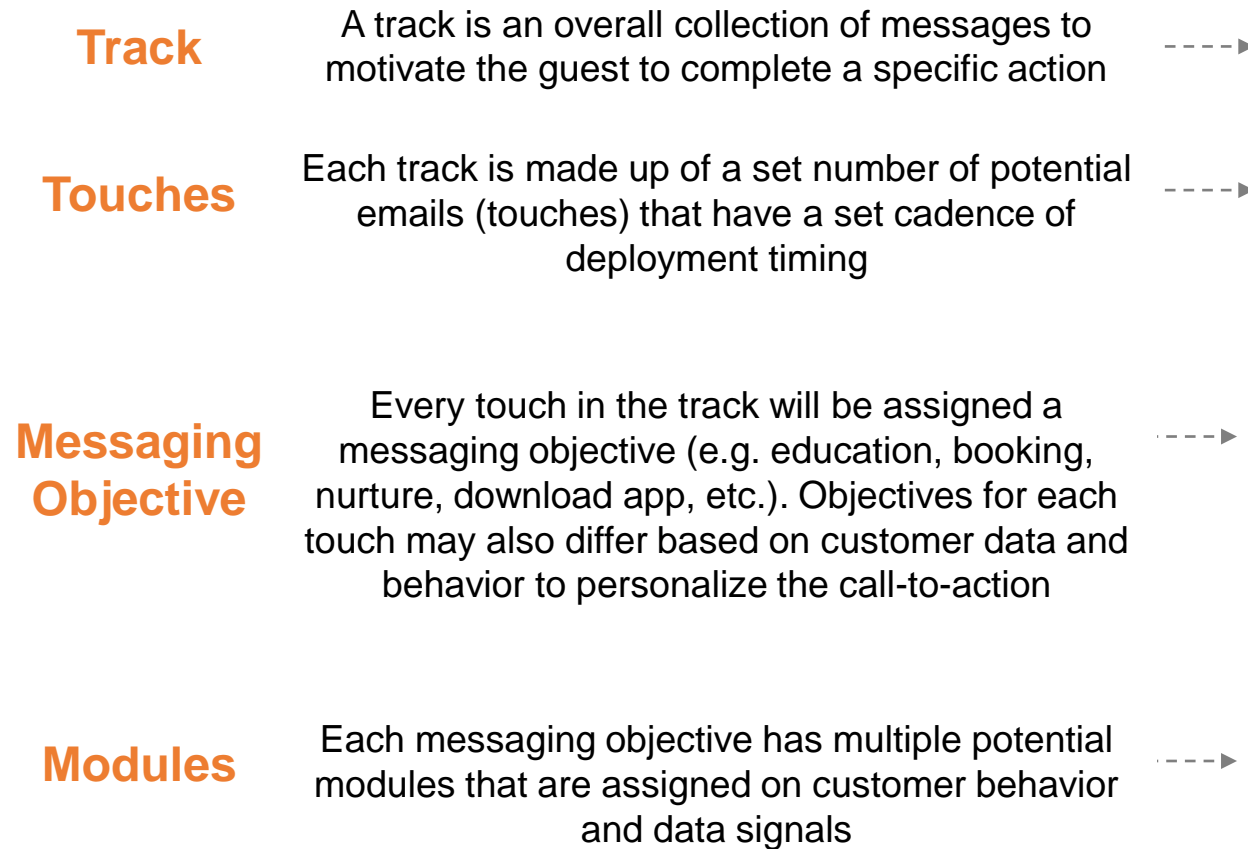 Track
A track is an overall collection of messages to
motivate the guest to complete a specific action
Touches
Each track is made up of a set number of potential
emails (touches) that have a set cadence of
deployment timing
Messaging
Objective
Every touch in the track will be assigned a
messaging objective (e.g. education, booking,
nurture, download app, etc.). Objectives for each
touch may also differ based on customer data and
behavior to personalize the call-to-action
Modules
Each messaging objective has multiple potential
modules that are assigned on customer behavior
and data signals